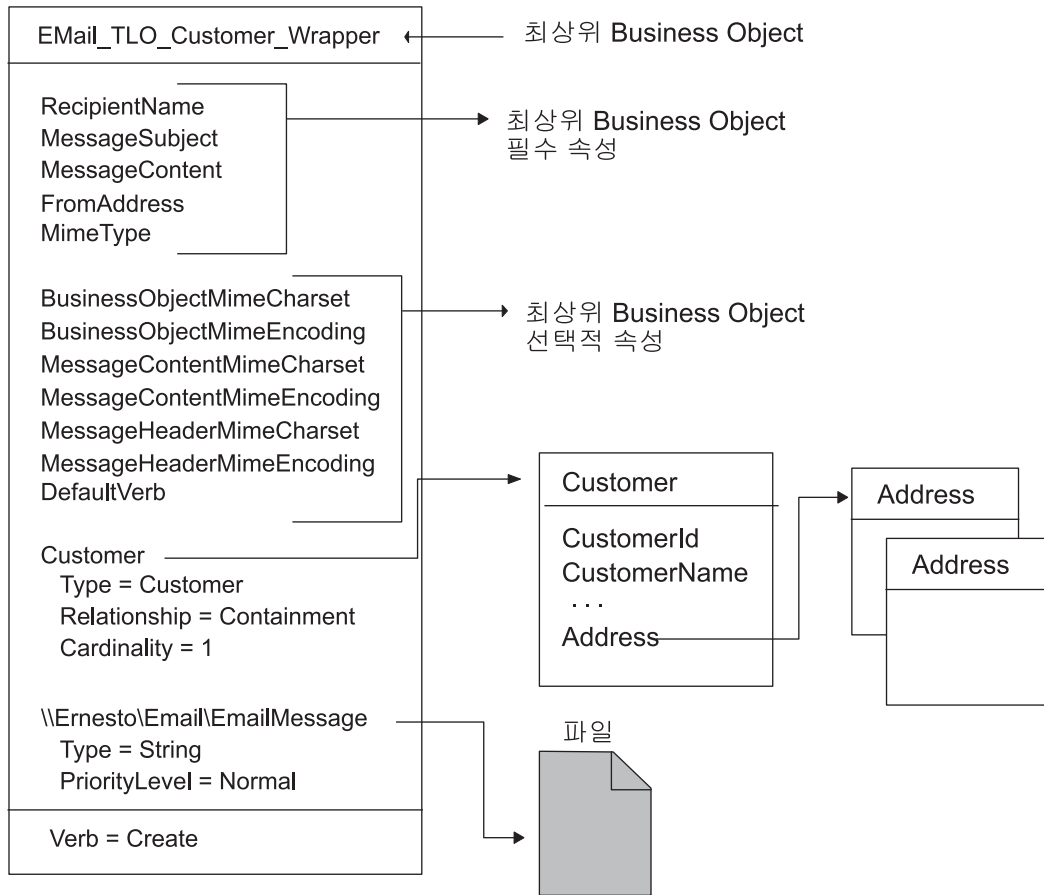 EMail_TLO_Customer_Wrapper
최상위 Business Object
RecipientName
MessageSubject
MessageContent
FromAddress
MimeType
최상위 Business Object
필수 속성
BusinessObjectMimeCharset
BusinessObjectMimeEncoding
MessageContentMimeCharset
MessageContentMimeEncoding
MessageHeaderMimeCharset
MessageHeaderMimeEncoding
DefaultVerb
최상위 Business Object
선택적 속성
Customer
Type = Customer
Relationship = Containment
Cardinality = 1
Customer
CustomerId
CustomerName
. . .
Address
Address
Address
\\Ernesto\Email\EmailMessage
Type = String
PriorityLevel = Normal
파일
Verb = Create